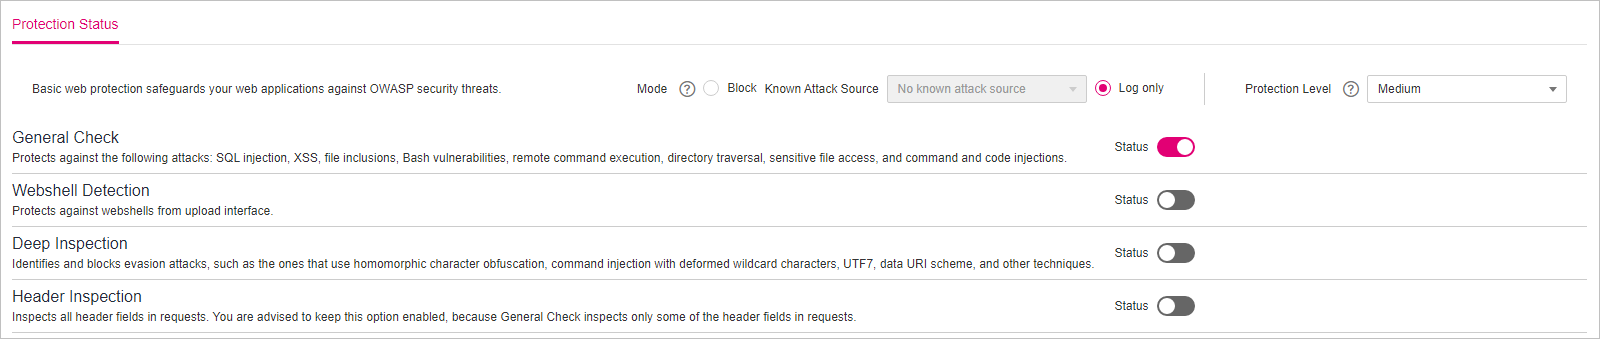 Protection Status
Basic web protection safeguards your web applications against OWASP security threats. Mode ? Block Known Attack Source No known attack source Log only Protection Level ? Medium
General Check
Protects against the following attacks: SQL injection, XSS, file inclusions, Bash vulnerabilities, remote command execution, directory traversal, sensitive file access, and command and code injections. Status
Webshell Detection
Protects against webshells from upload interface. Status
Deep Inspection
Identifies and blocks evasion attacks, such as the ones that use homomorphic character obfuscation, command injection with deformed wildcard characters, UTF7, data URI scheme, and other techniques. Status
Header Inspection
Inspects all header fields in requests. You are advised to keep this option enabled, because General Check inspects only some of the header fields in requests. Status